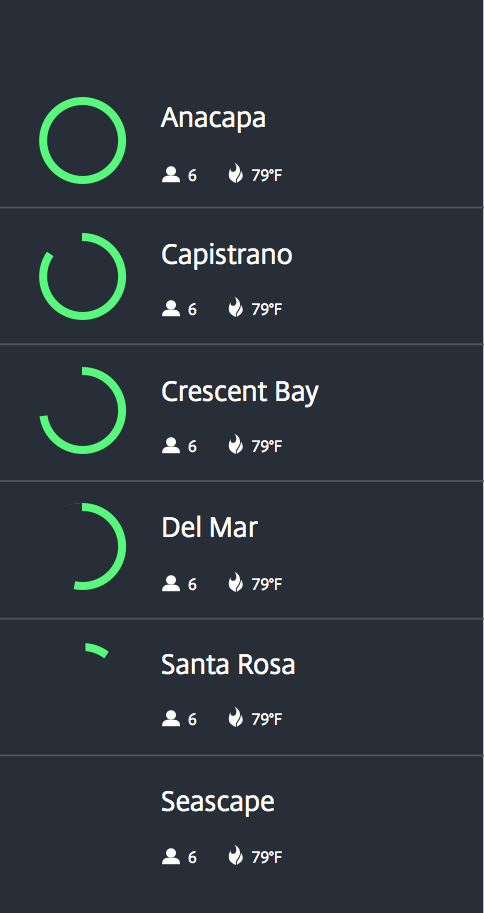 Anacapa
6 79°F
Capistrano
6 79°F
Crescent Bay
6 79°F
Del Mar
6 79°F
Santa Rosa
6 79°F
Seascape
6 79°F